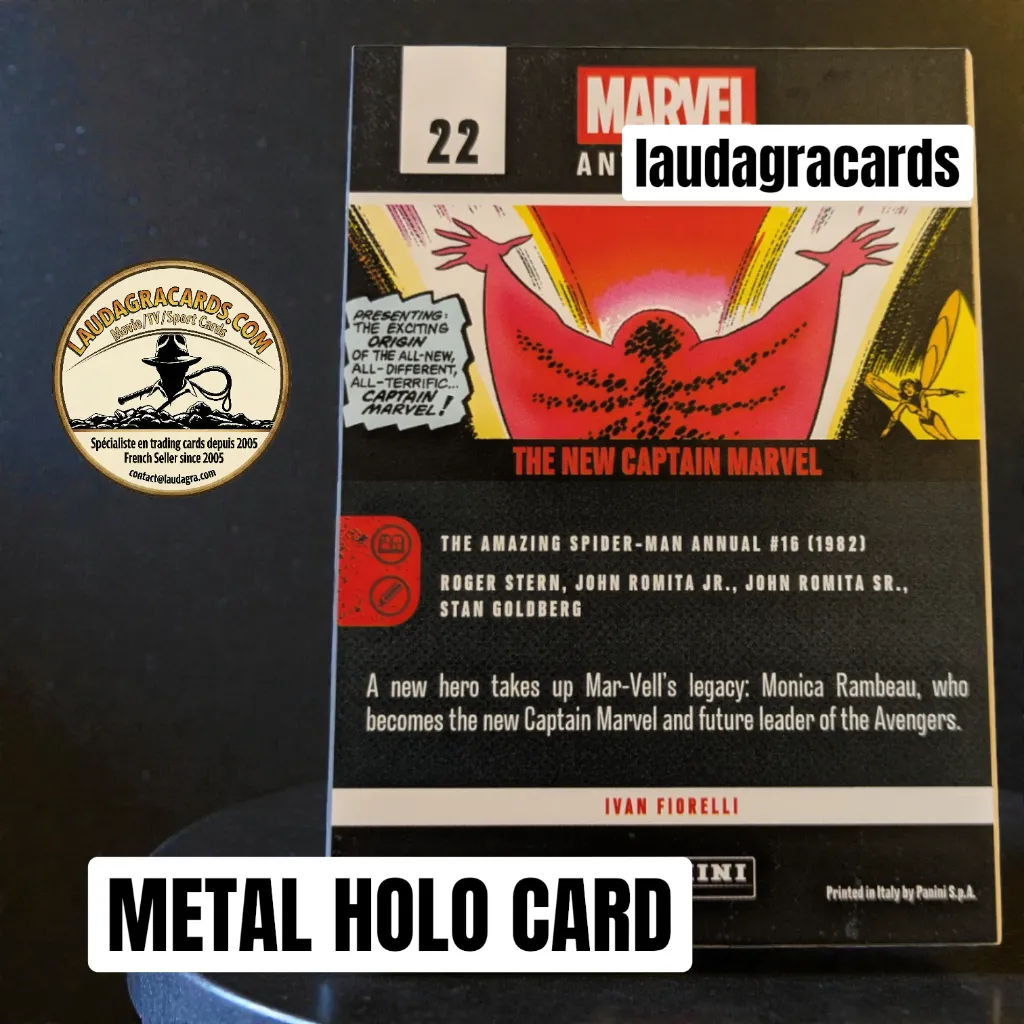 22
MARVEL
laudagracards
LAUDAGRACARDS.COM
Movie/TV/Sport Cards
Spécialiste en trading cards depuis 2005
French Seller since 2005
contact@laudagra.com
PRESENTING:
THE EXCITING
ORIGIN
OF THE ALL-NEW,
ALL-DIFFERENT,
ALL-TERRIFIC...
CAPTAIN
MARVEL!
THE NEW CAPTAIN MARVEL
THE AMAZING SPIDER-MAN ANNUAL #16 (1982)
ROGER STERN, JOHN ROMITA JR., JOHN ROMITA SR.,
STAN GOLDBERG
A new hero takes up Mar-Vell's legacy: Monica Rambeau, who
becomes the new Captain Marvel and future leader of the Avengers.
IVAN FIORELLI
METAL HOLO CARD
Printed in Italy by Panini S.p.A.